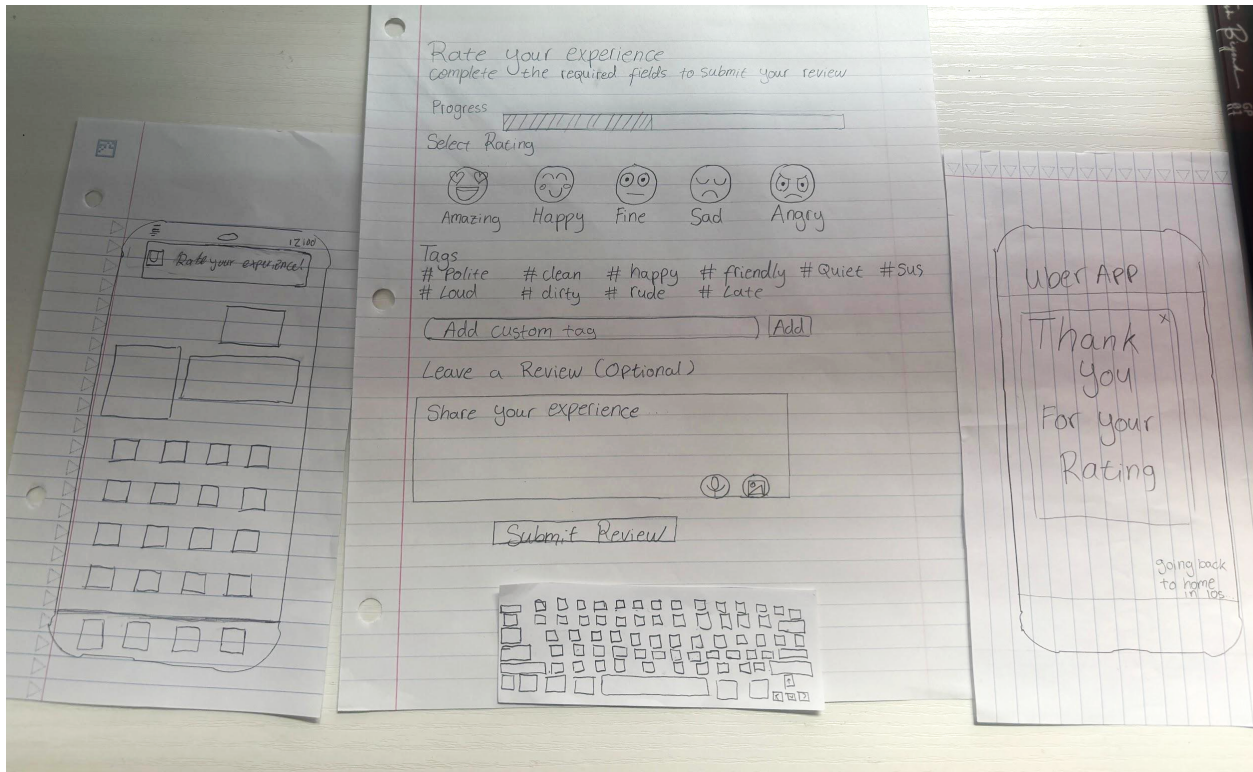 12:00
Rate your experience!
Rate your experience
complete the required fields to submit your review
Progress
Select Rating
Amazing Happy Fine Sad Angry
Tags
# Polite # clean # happy # friendly # Quiet # Sus
# Loud # dirty # rude # Late
Add custom tag Add
Leave a Review (Optional)
Share your experience
Submit Review
Uber App
x
Thank
you
For your
Rating
going back
to home
in ios